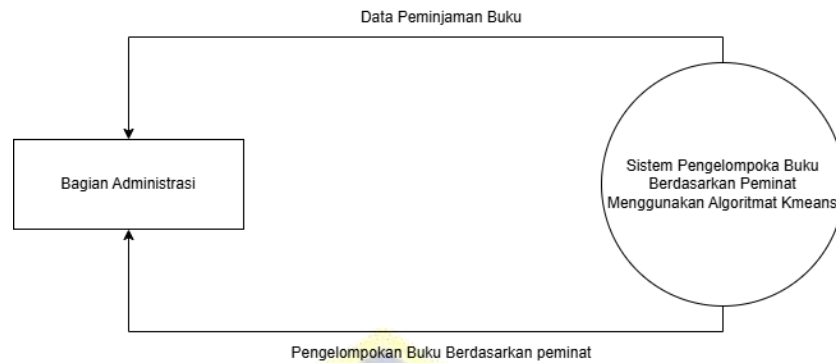 Data Peminjaman Buku
Bagian Administrasi
Sistem Pengelompoka Buku
Berdasarkan Peminat
Menggunakan Algoritmat Kmeans
Pengelompokan Buku Berdasarkan peminat